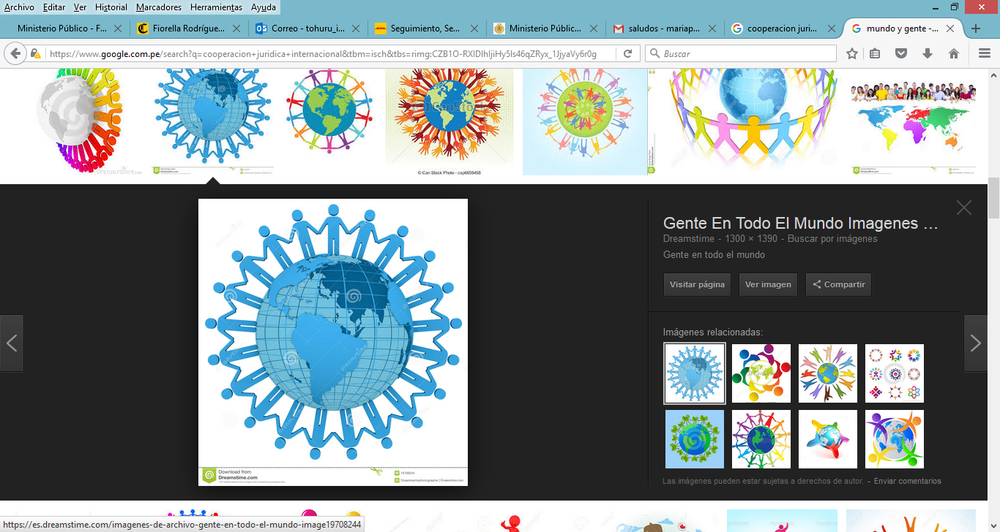 Archivo Editar Ver Historial Marcadores Herramientas Ayuda
Ministerio Público - F... Fiorella Rodrígue... Correo - tohuru_i... Seguimiento, Se... Ministerio Públic... saludos - mariap... cooperacion juri... mundo y gente -...
https://www.google.com.pe/search?q=cooperacion+juridica+internacional&tbm=isch&tbs=rimg:CZB1O-RXIDIhIjiHy5Is46qZRyx_1JjyaVy6r0g Buscar
dreamstime.com
© Can Stock Photo - csp6659458
Gente En Todo El Mundo Imagenes ...
Dreamstime - 1300 × 1390 - Buscar por imágenes
Gente en todo el mundo
Visitar página Ver imagen Compartir
Imágenes relacionadas:
Download from
Dreamstime.com
19708244
Las imágenes pueden estar sujetas a derechos de autor. - Enviar comentarios
https://es.dreamstime.com/imagenes-de-archivo-gente-en-todo-el-mundo-image19708244